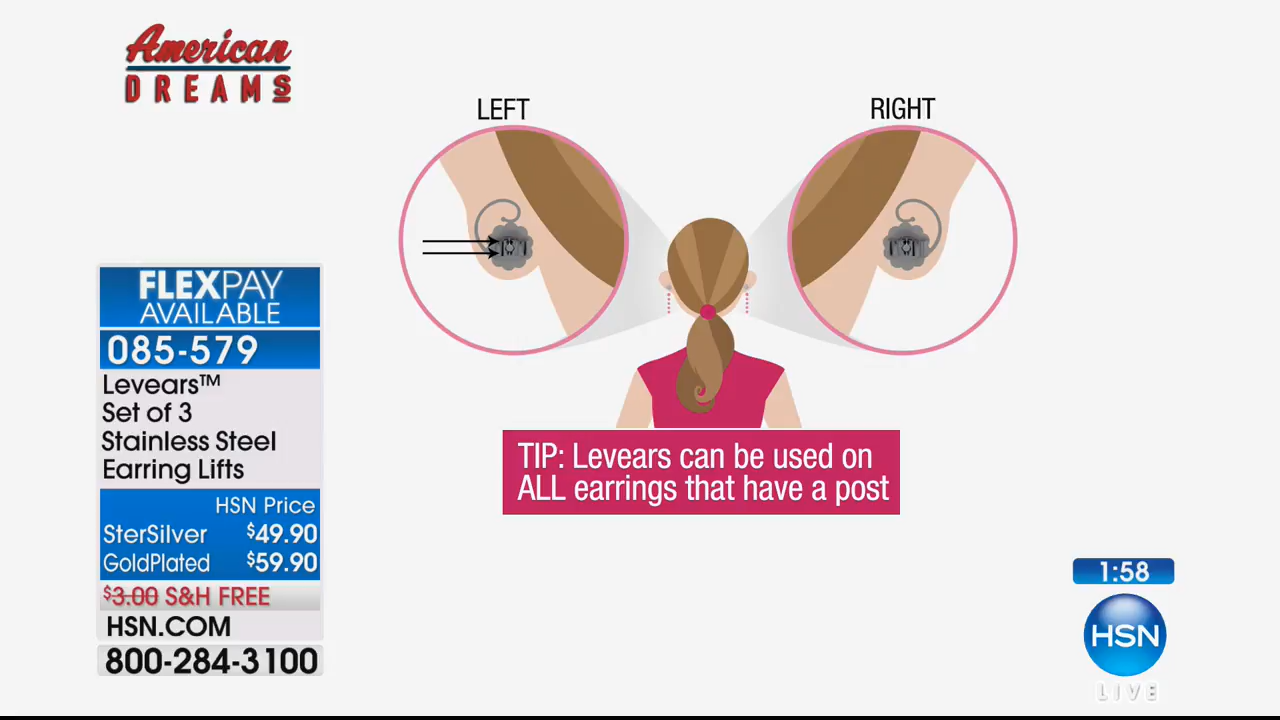 American
DREAMS
LEFT
RIGHT
FLEXPAY
AVAILABLE
085-579
Levears™
Set of 3
Stainless Steel
Earring Lifts
HSN Price
SterSilver $49.90
GoldPlated $59.90
$3.00 S&H FREE
HSN.COM
800-284-3100
TIP: Levears can be used on
ALL earrings that have a post
1:58
HSN
LIVE